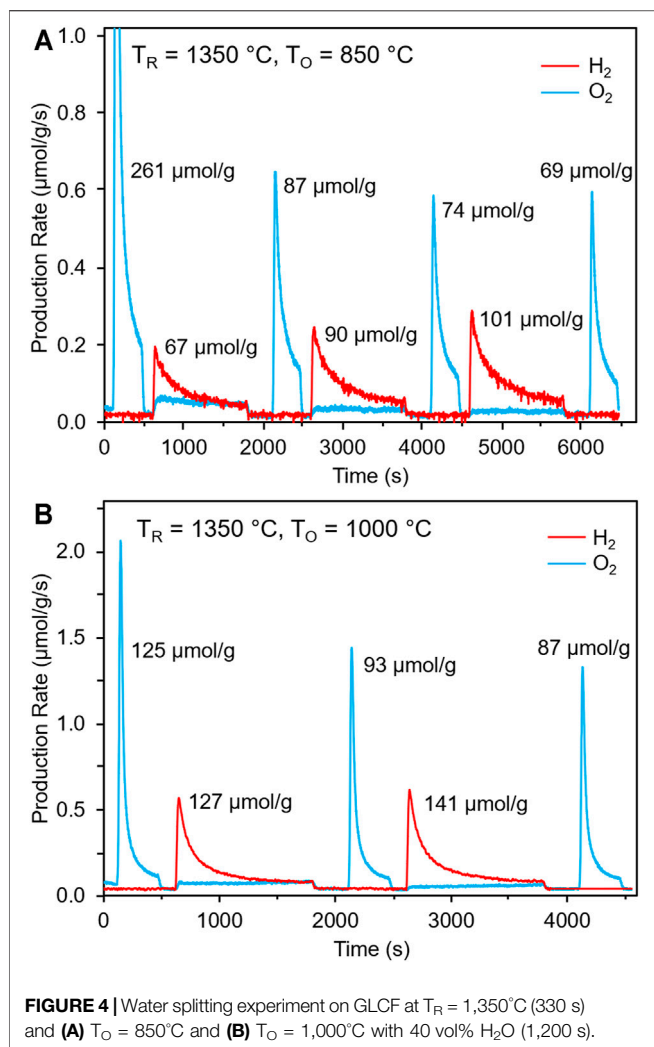 A
T_R = 1350 °C, T_O = 850 °C
H₂
O₂
261 µmol/g
67 µmol/g
87 µmol/g
90 µmol/g
74 µmol/g
101 µmol/g
69 µmol/g
Production Rate (µmol/g/s)
1.0
0.8
0.6
0.4
0.2
0.0
0 1000 2000 3000 4000 5000 6000
Time (s)
B
T_R = 1350 °C, T_O = 1000 °C
H₂
O₂
125 µmol/g
127 µmol/g
93 µmol/g
141 µmol/g
87 µmol/g
Production Rate (µmol/g/s)
2.0
1.5
1.0
0.5
0.0
0 1000 2000 3000 4000
Time (s)
FIGURE 4 | Water splitting experiment on GLCF at T_R = 1,350°C (330 s)
and (A) T_O = 850°C and (B) T_O = 1,000°C with 40 vol% H₂O (1,200 s).